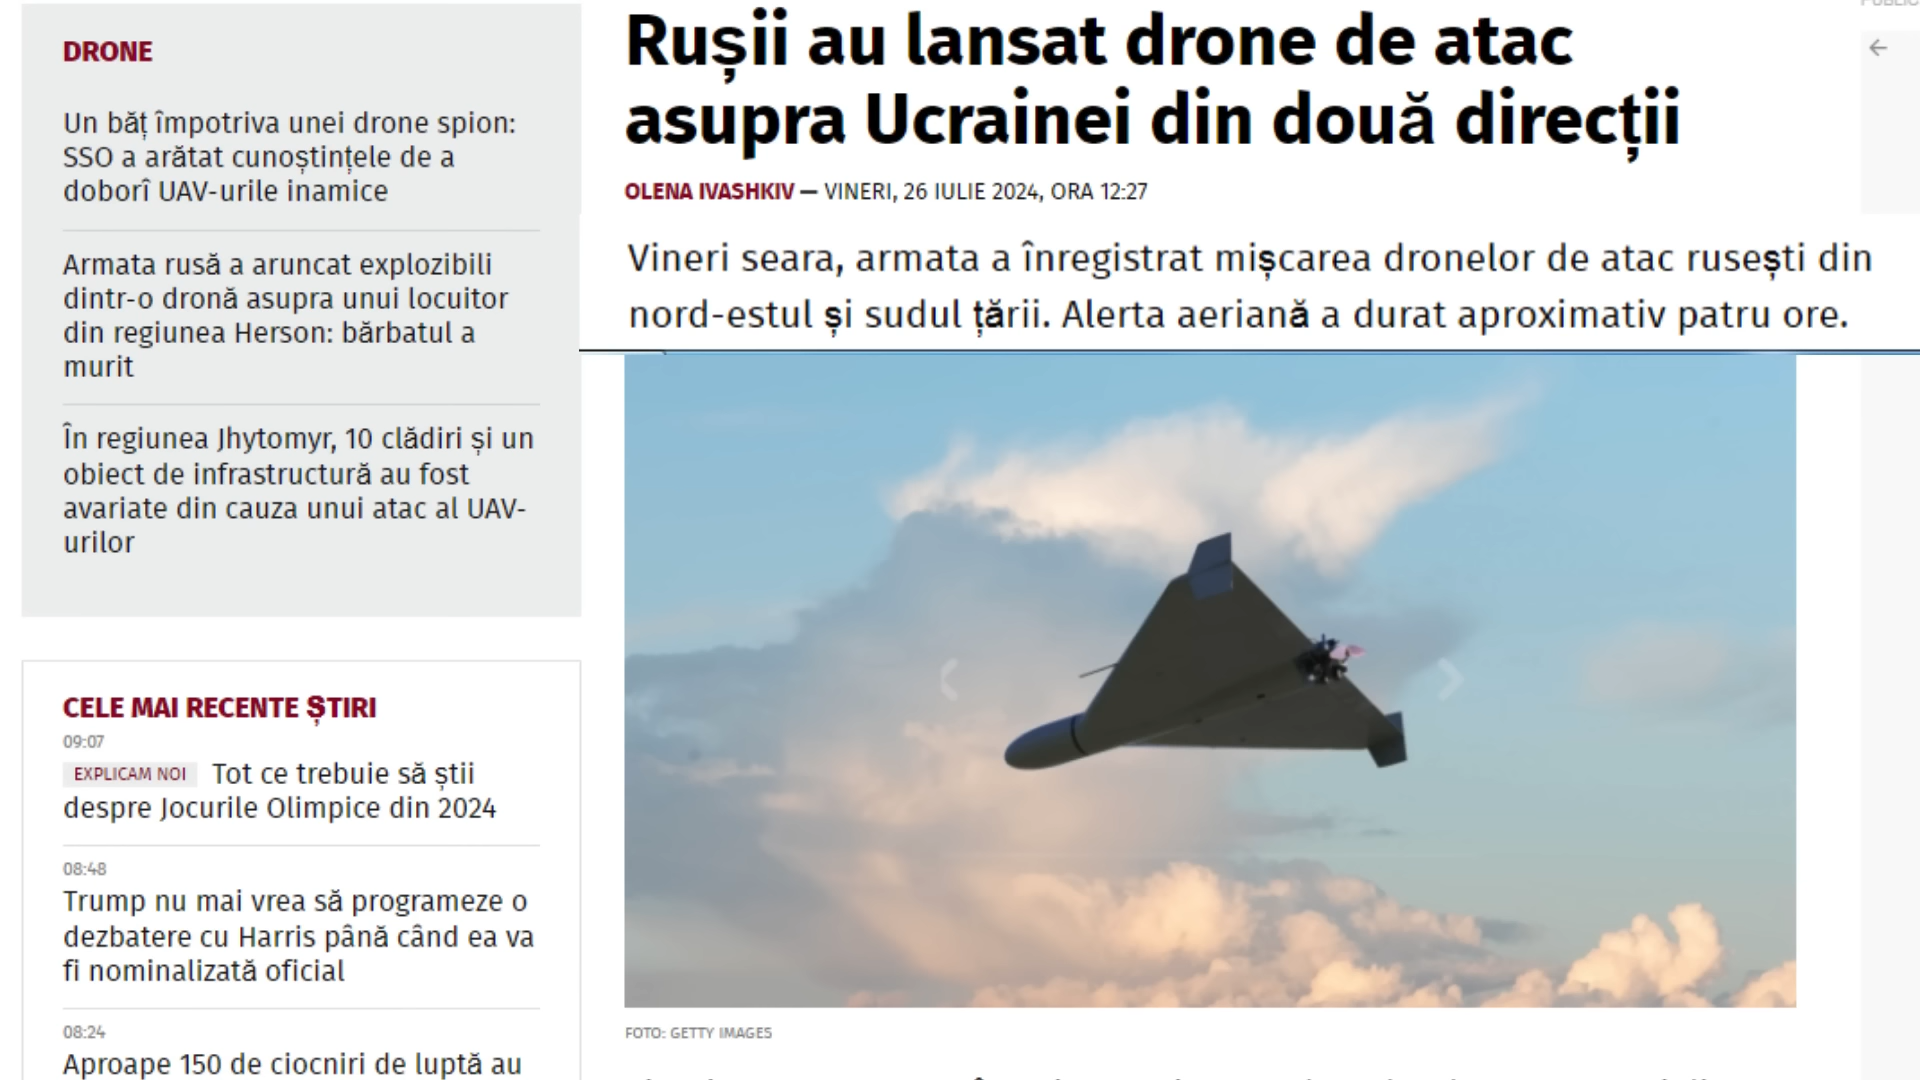 DRONE
Un băț împotriva unei drone spion:
SSO a arătat cunoștințele de a
doborî UAV-urile inamice
Armata rusă a aruncat explozibili
dintr-o dronă asupra unui locuitor
din regiunea Herson: bărbatul a
murit
În regiunea Jhytomyr, 10 clădiri și un
obiect de infrastructură au fost
avariate din cauza unui atac al UAV-
urilor
CELE MAI RECENTE ȘTIRI
09:07
EXPLICAM NOI Tot ce trebuie să știi
despre Jocurile Olimpice din 2024
08:48
Trump nu mai vrea să programeze o
dezbatere cu Harris până când ea va
fi nominalizată oficial
08:24
Aproape 150 de ciocniri de luptă au
Rușii au lansat drone de atac
asupra Ucrainei din două direcții
OLENA IVASHKIV — VINERI, 26 IULIE 2024, ORA 12:27
Vineri seara, armata a înregistrat mișcarea dronelor de atac rusești din
nord-estul și sudul țării. Alerta aeriană a durat aproximativ patru ore.
FOTO: GETTY IMAGES